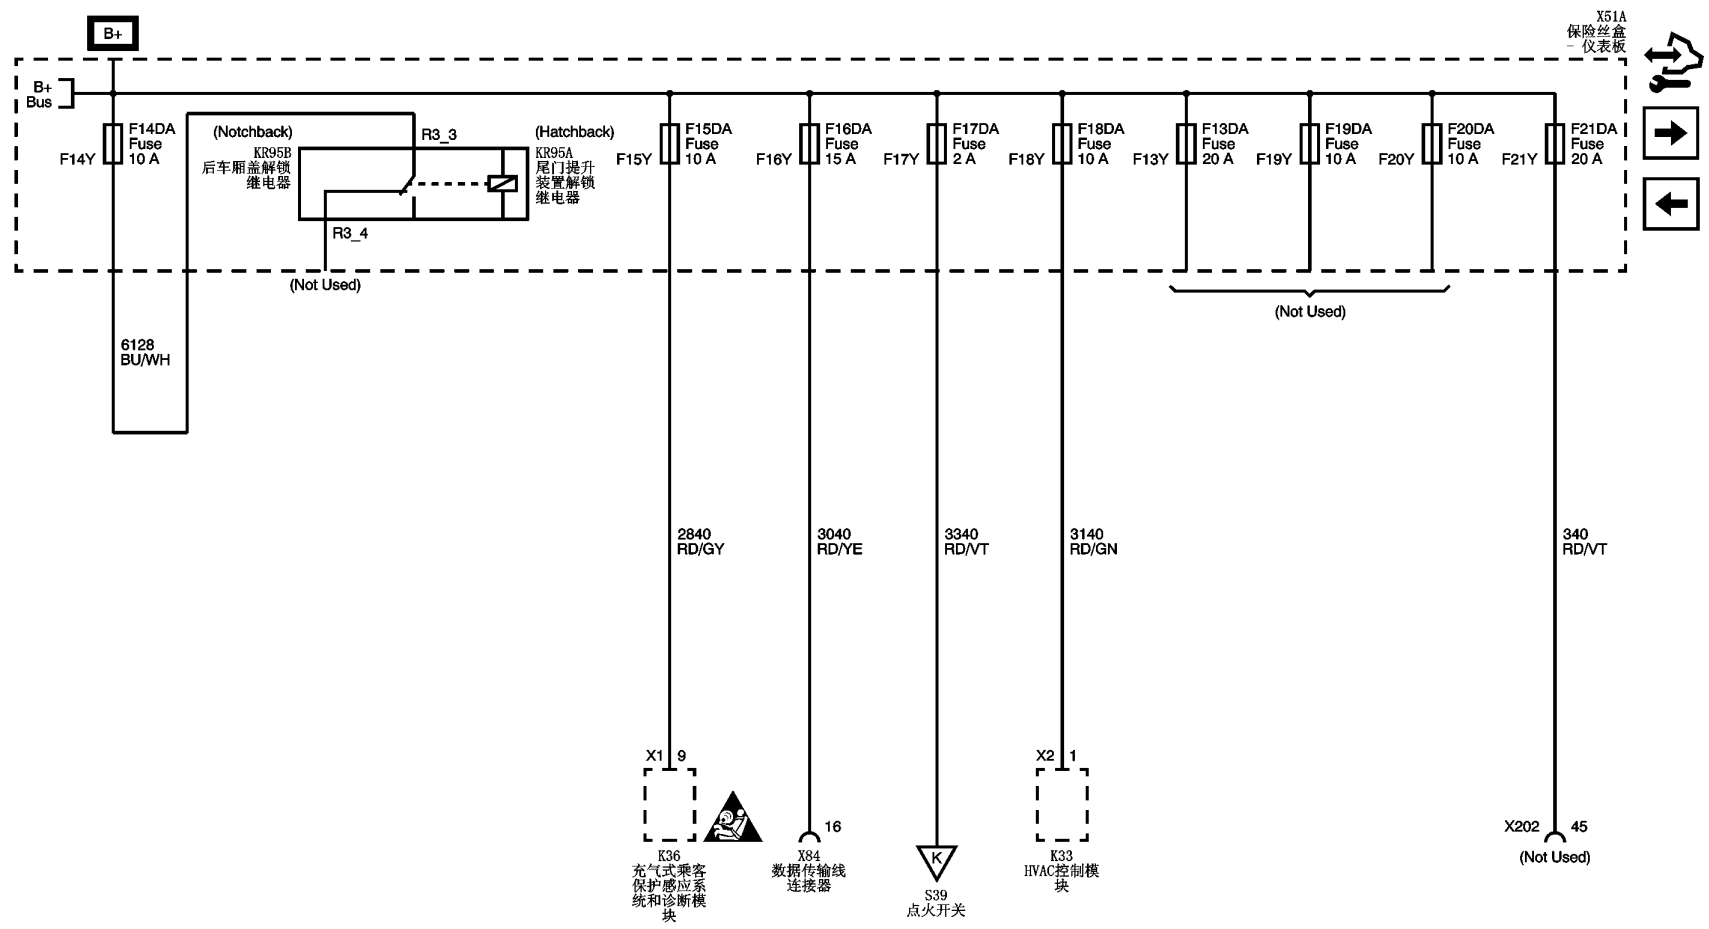 B+
X51A
保险丝盒
- 仪表板
B+
Bus
F14Y
F14DA
Fuse
10 A
(Notchback)
KR95B
后车厢盖解锁
继电器
R3_3
R3_4
(Not Used)
(Hatchback)
KR95A
尾门提升
装置解锁
继电器
F15Y
F15DA
Fuse
10 A
F16Y
F16DA
Fuse
15 A
F17Y
F17DA
Fuse
2 A
F18Y
F18DA
Fuse
10 A
F13Y
F13DA
Fuse
20 A
F19Y
F19DA
Fuse
10 A
F20Y
F20DA
Fuse
10 A
F21Y
F21DA
Fuse
20 A
(Not Used)
6128
BU/WH
2840
RD/GY
3040
RD/YE
3340
RD/VT
3140
RD/GN
340
RD/VT
X1 9
K36
充气式乘客
保护感应系
统和诊断模
块
16
X84
数据传输线
连接器
K
S39
点火开关
X2 1
K33
HVAC控制模
块
X202 45
(Not Used)